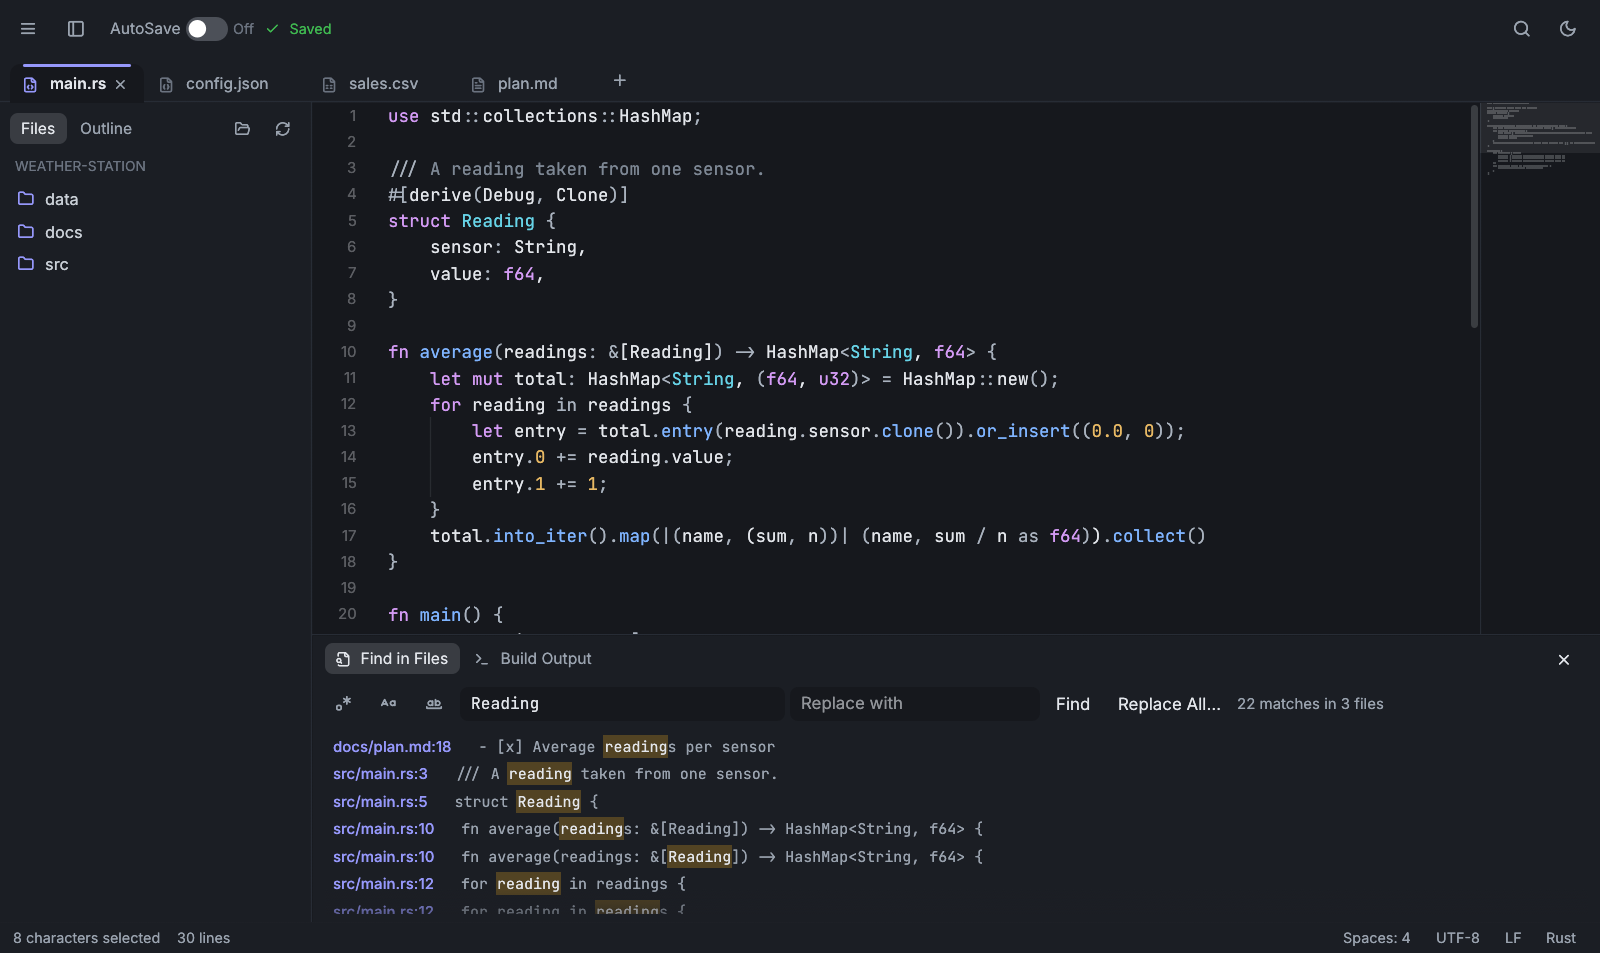 AutoSave Off Saved
main.rs config.json sales.csv plan.md
Files Outline
WEATHER-STATION
data
docs
src
1 use std::collections::HashMap;
2
3 /// A reading taken from one sensor.
4 #[derive(Debug, Clone)]
5 struct Reading {
6 sensor: String,
7 value: f64,
8 }
9
10 fn average(readings: &[Reading]) -> HashMap<String, f64> {
11 let mut total: HashMap<String, (f64, u32)> = HashMap::new();
12 for reading in readings {
13 let entry = total.entry(reading.sensor.clone()).or_insert((0.0, 0));
14 entry.0 += reading.value;
15 entry.1 += 1;
16 }
17 total.into_iter().map(|(name, (sum, n))| (name, sum / n as f64)).collect()
18 }
19
20 fn main() {
Find in Files Build Output
Reading Replace with Find Replace All... 22 matches in 3 files
docs/plan.md:18 - [x] Average readings per sensor
src/main.rs:3 /// A reading taken from one sensor.
src/main.rs:5 struct Reading {
src/main.rs:10 fn average(readings: &[Reading]) -> HashMap<String, f64> {
src/main.rs:10 fn average(readings: &[Reading]) -> HashMap<String, f64> {
src/main.rs:12 for reading in readings {
src/main.rs:12 for reading in readings {
8 characters selected 30 lines Spaces: 4 UTF-8 LF Rust